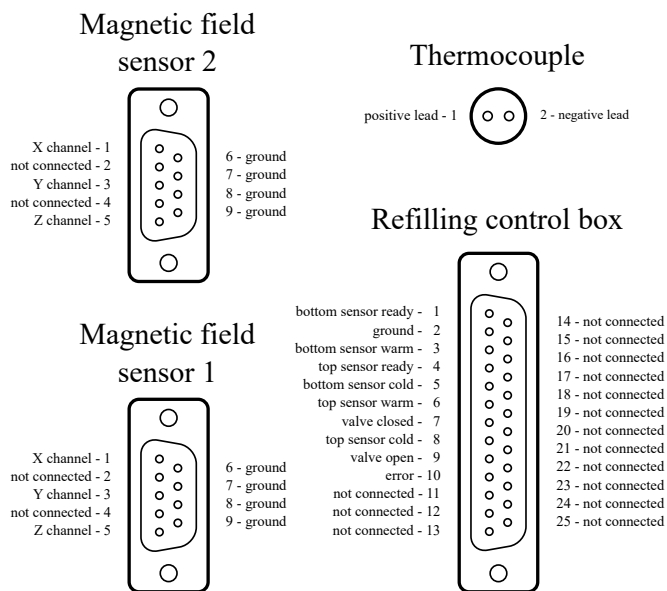 Magnetic field
sensor 2
X channel - 1
not connected - 2
Y channel - 3
not connected - 4
Z channel - 5
6 - ground
7 - ground
8 - ground
9 - ground
Thermocouple
positive lead - 1
2 - negative lead
Magnetic field
sensor 1
X channel - 1
not connected - 2
Y channel - 3
not connected - 4
Z channel - 5
6 - ground
7 - ground
8 - ground
9 - ground
Refilling control box
bottom sensor ready - 1
ground - 2
bottom sensor warm - 3
top sensor ready - 4
bottom sensor cold - 5
top sensor warm - 6
valve closed - 7
top sensor cold - 8
valve open - 9
error - 10
not connected - 11
not connected - 12
not connected - 13
14 - not connected
15 - not connected
16 - not connected
17 - not connected
18 - not connected
19 - not connected
20 - not connected
21 - not connected
22 - not connected
23 - not connected
24 - not connected
25 - not connected